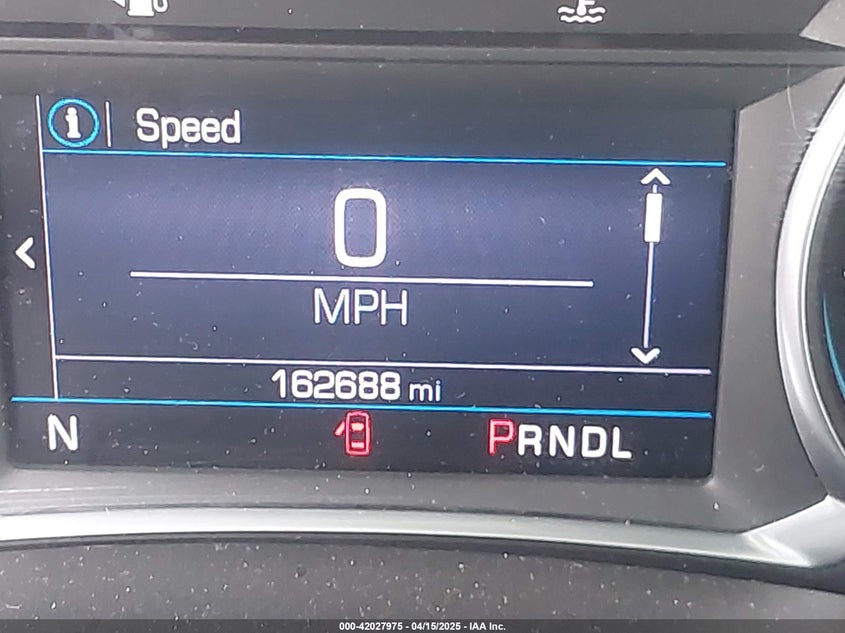 Speed
0
MPH
162688 mi
N PRNDL
000-42027975 - 04/15/2025 - IAA Inc.